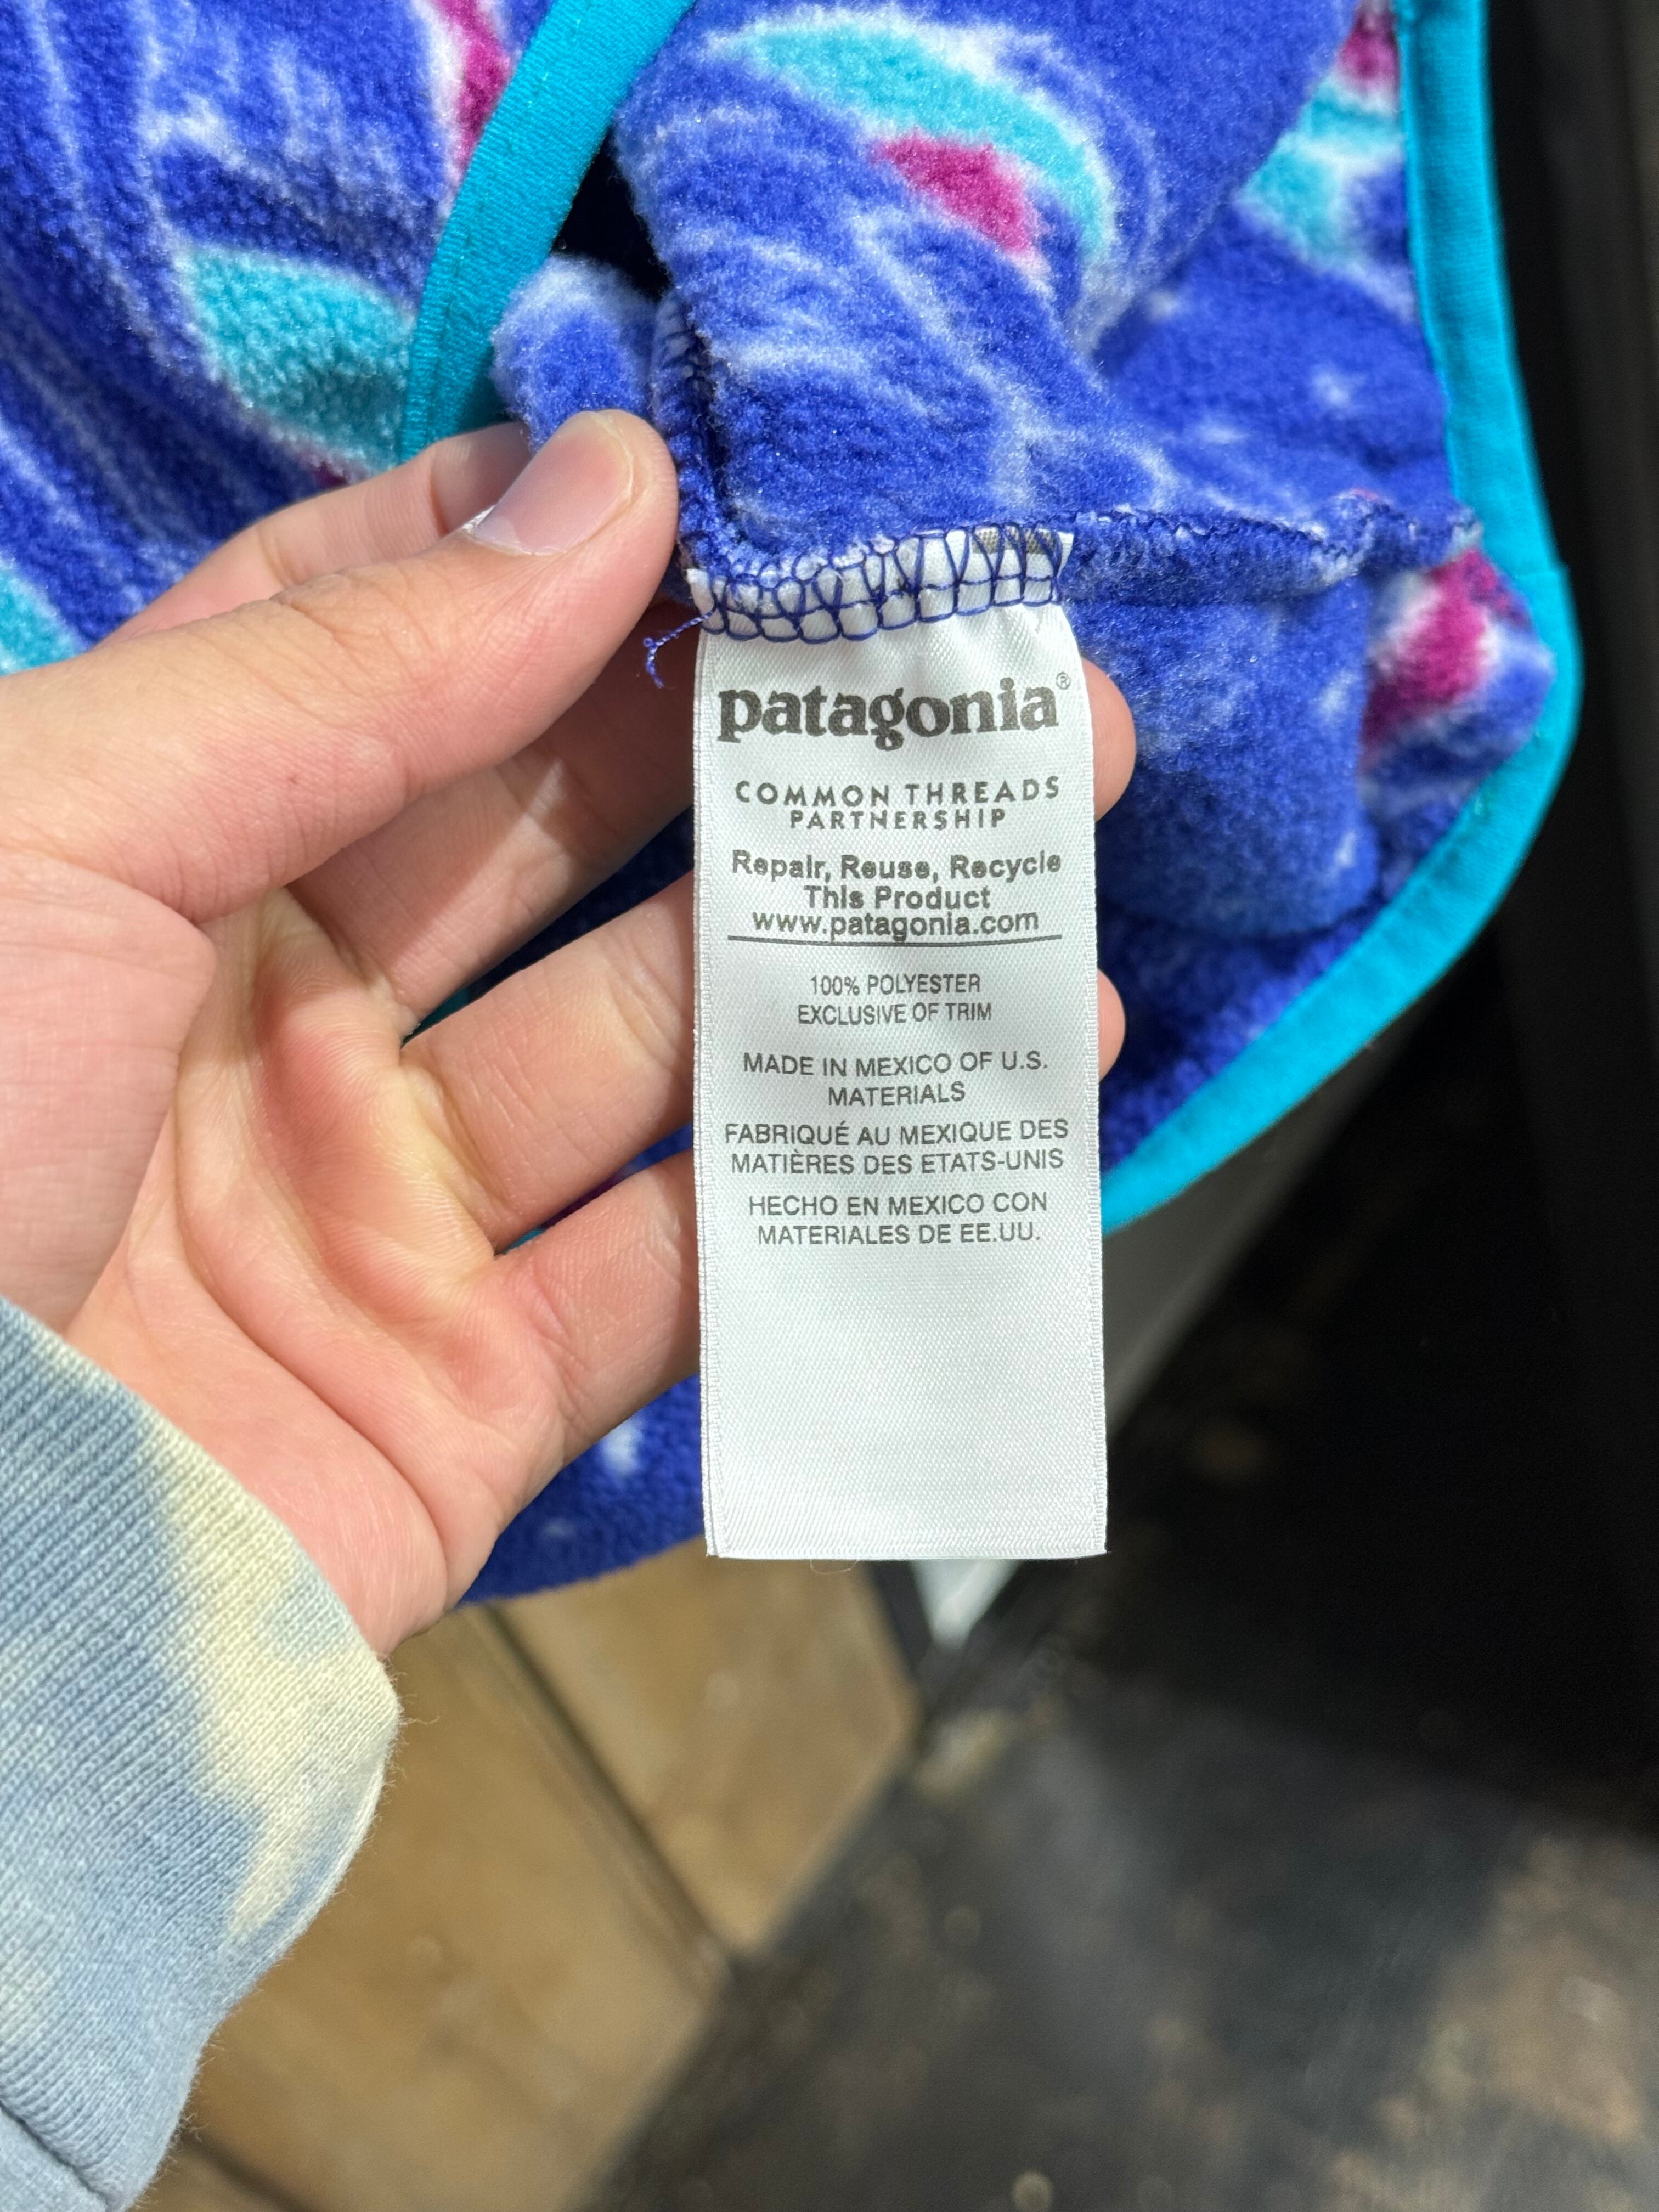 patagonia®
COMMON THREADS
PARTNERSHIP
Repair, Reuse, Recycle
This Product
www.patagonia.com
100% POLYESTER
EXCLUSIVE OF TRIM
MADE IN MEXICO OF U.S.
MATERIALS
FABRIQUÉ AU MEXIQUE DES
MATIÈRES DES ETATS-UNIS
HECHO EN MEXICO CON
MATERIALES DE EE.UU.